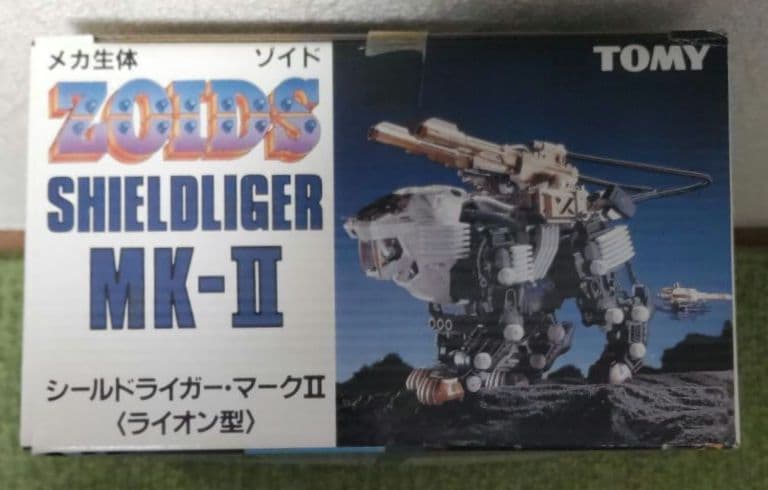 メカ生体 ゾイド
ZOIDS
SHIELDLIGER
MK-II
シールドライガー・マークII
〈ライオン型〉
TOMY